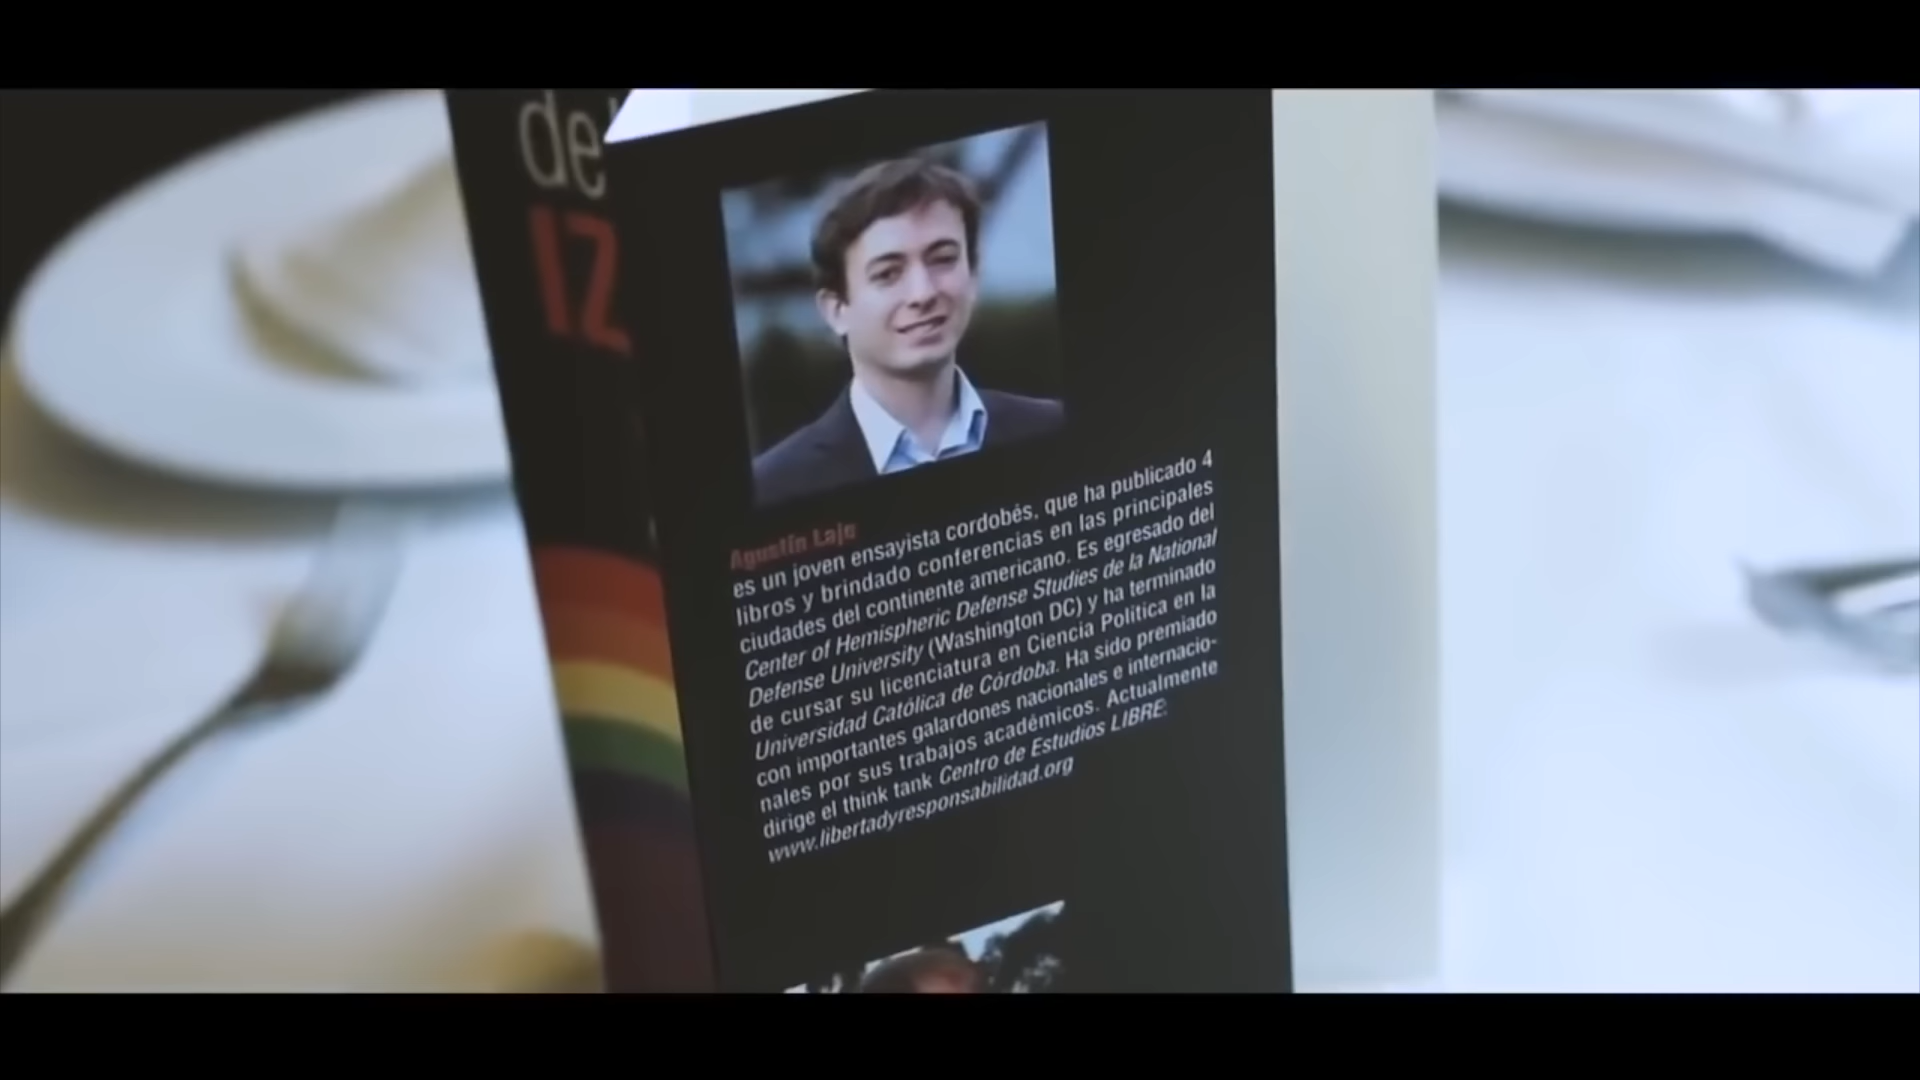 de
IZ
Agustín Laje
es un joven ensayista cordobés, que ha publicado 4
libros y brindado conferencias en las principales
ciudades del continente americano. Es egresado del
Center of Hemispheric Defense Studies de la National
Defense University (Washington DC) y ha terminado
de cursar su licenciatura en Ciencia Política en la
Universidad Católica de Córdoba. Ha sido premiado
con importantes galardones nacionales e internacio-
nales por sus trabajos académicos. Actualmente
dirige el think tank Centro de Estudios LIBRE.
www.libertadyresponsabilidad.org